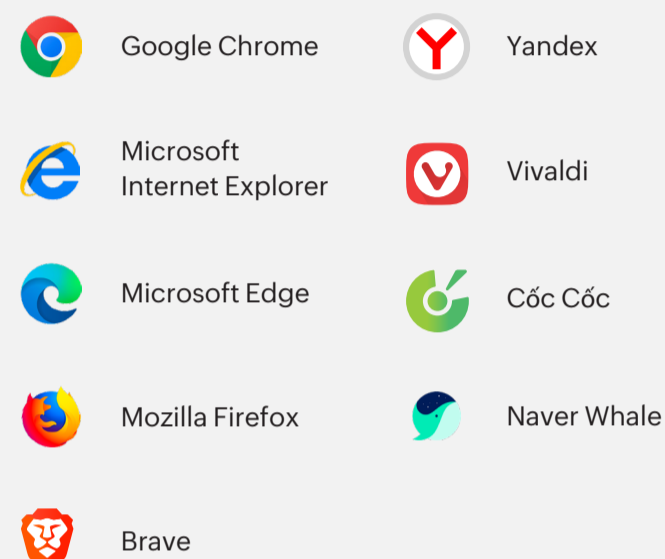 Google Chrome
Microsoft
Internet Explorer
Microsoft Edge
Mozilla Firefox
Brave
Yandex
Vivaldi
Cốc Cốc
Naver Whale